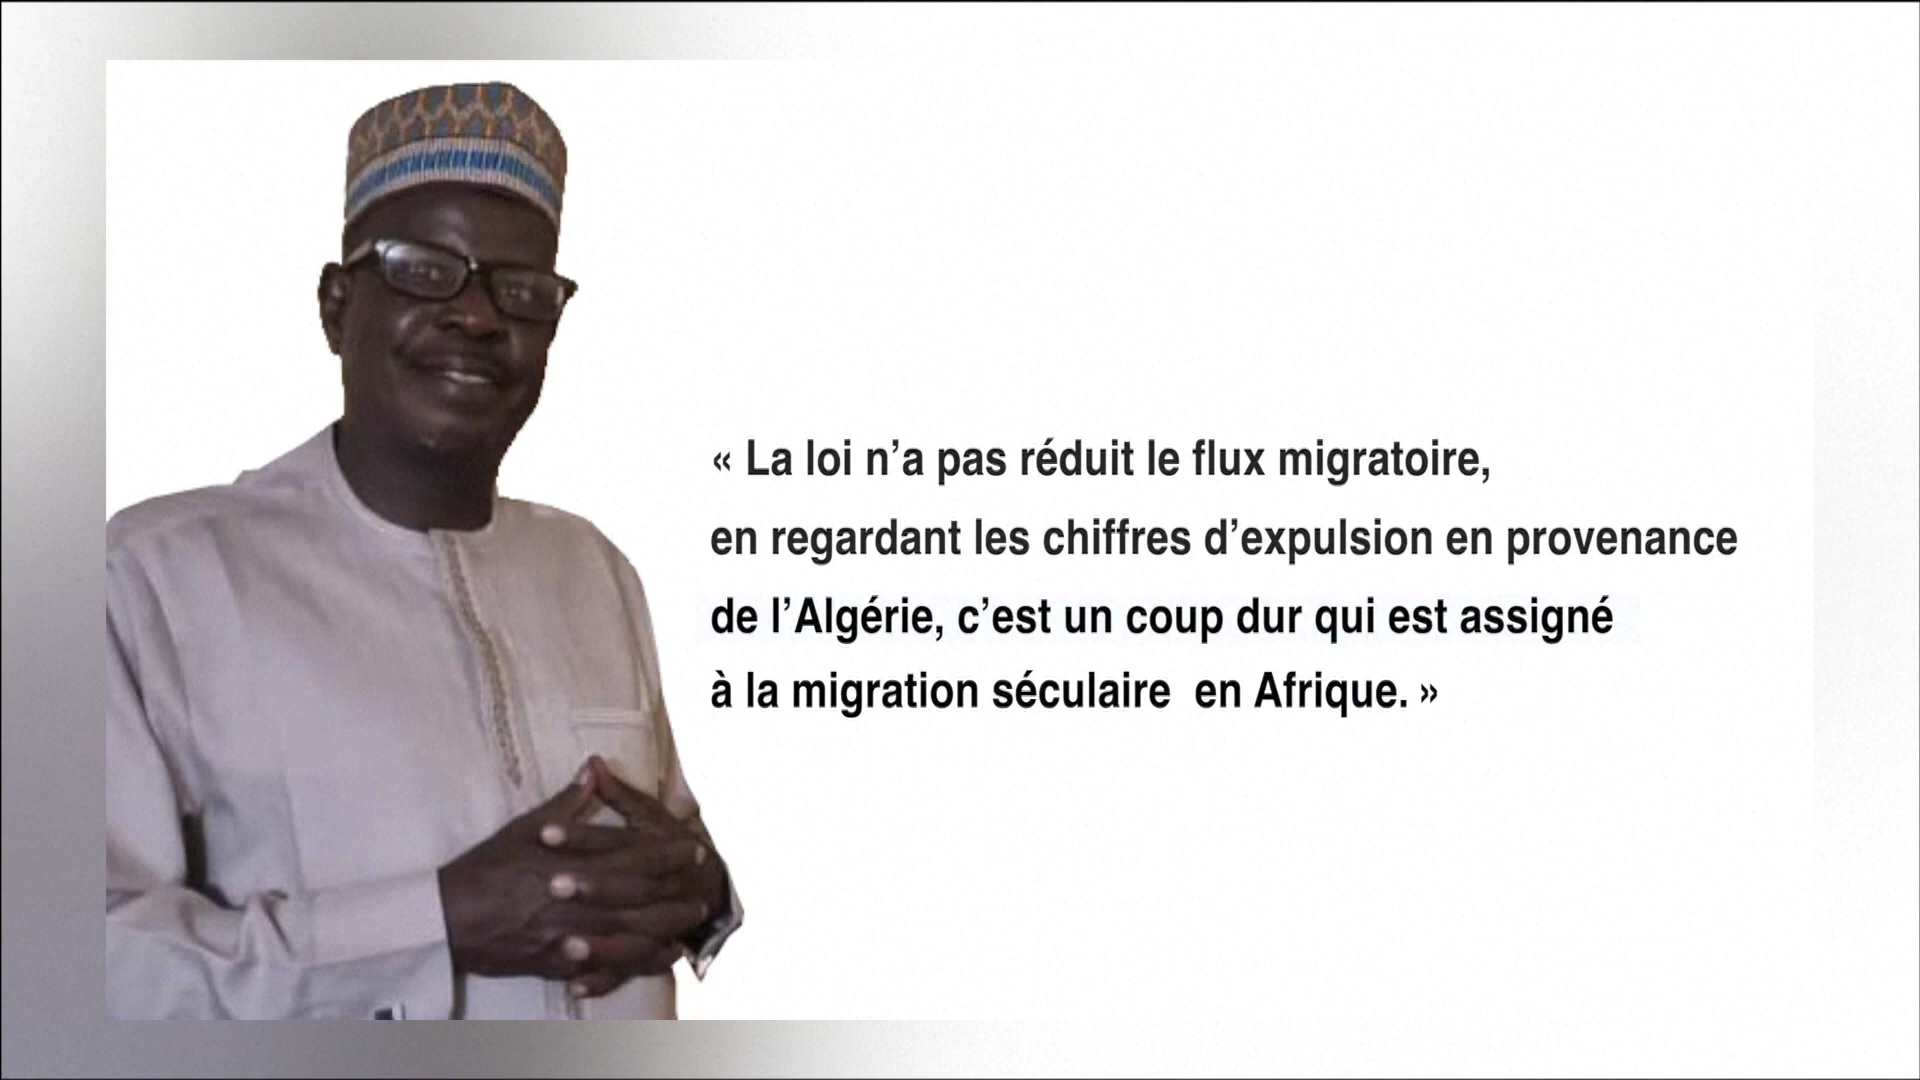 « La loi n’a pas réduit le flux migratoire,
en regardant les chiffres d’expulsion en provenance
de l’Algérie, c’est un coup dur qui est assigné
à la migration séculaire  en Afrique. »